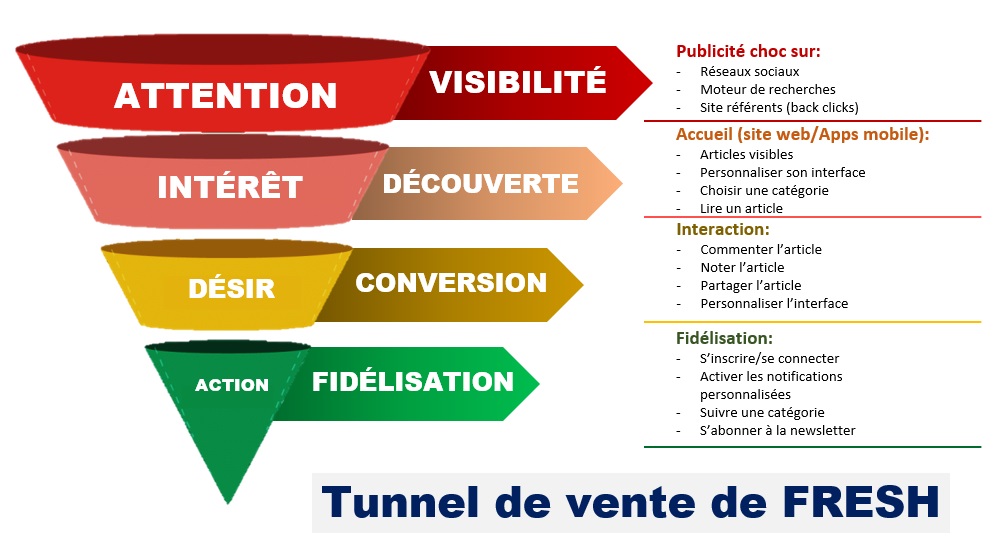 ATTENTION
VISIBILITÉ
Publicité choc sur:
- Réseaux sociaux
- Moteur de recherches
- Site référents (back clicks)
INTÉRÊT
DÉCOUVERTE
Accueil (site web/Apps mobile):
- Articles visibles
- Personnaliser son interface
- Choisir une catégorie
- Lire un article
DÉSIR
CONVERSION
Interaction:
- Commenter l’article
- Noter l’article
- Partager l’article
- Personnaliser l’interface
ACTION
FIDÉLISATION
Fidélisation:
- S’inscrire/se connecter
- Activer les notifications
personnalisées
- Suivre une catégorie
- S’abonner à la newsletter
Tunnel de vente de FRESH